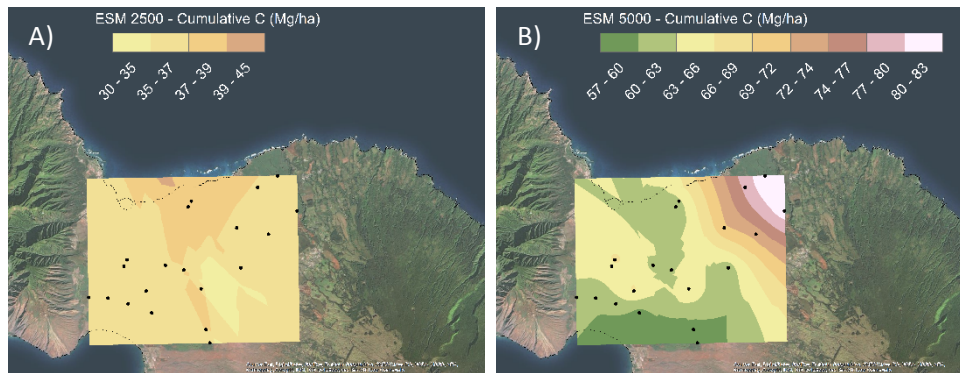 ESM 2500 - Cumulative C (Mg/ha)
A)
30 - 35
35 - 37
37 - 39
39 - 45
ESM 5000 - Cumulative C (Mg/ha)
B)
57 - 60
60 - 63
63 - 66
66 - 69
69 - 72
72 - 74
74 - 77
77 - 80
80 - 83